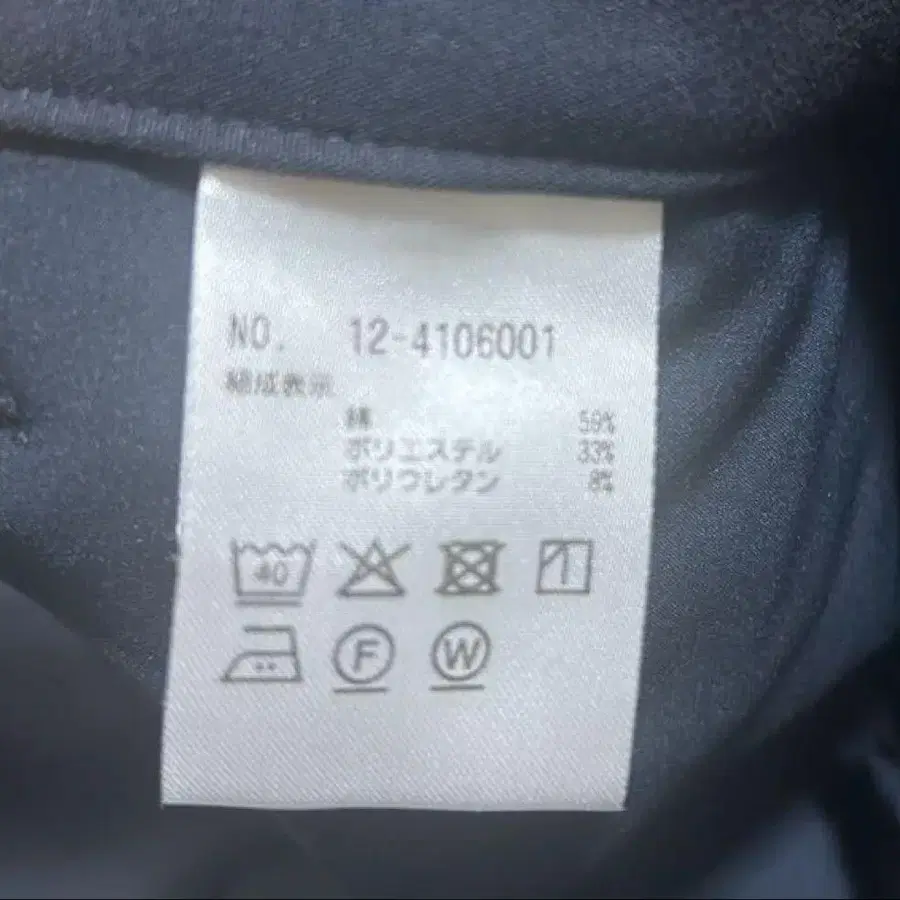 NO. 12-4106001
組成表示
綿 59%
ポリエステル 33%
ポリウレタン 8%
40
F W